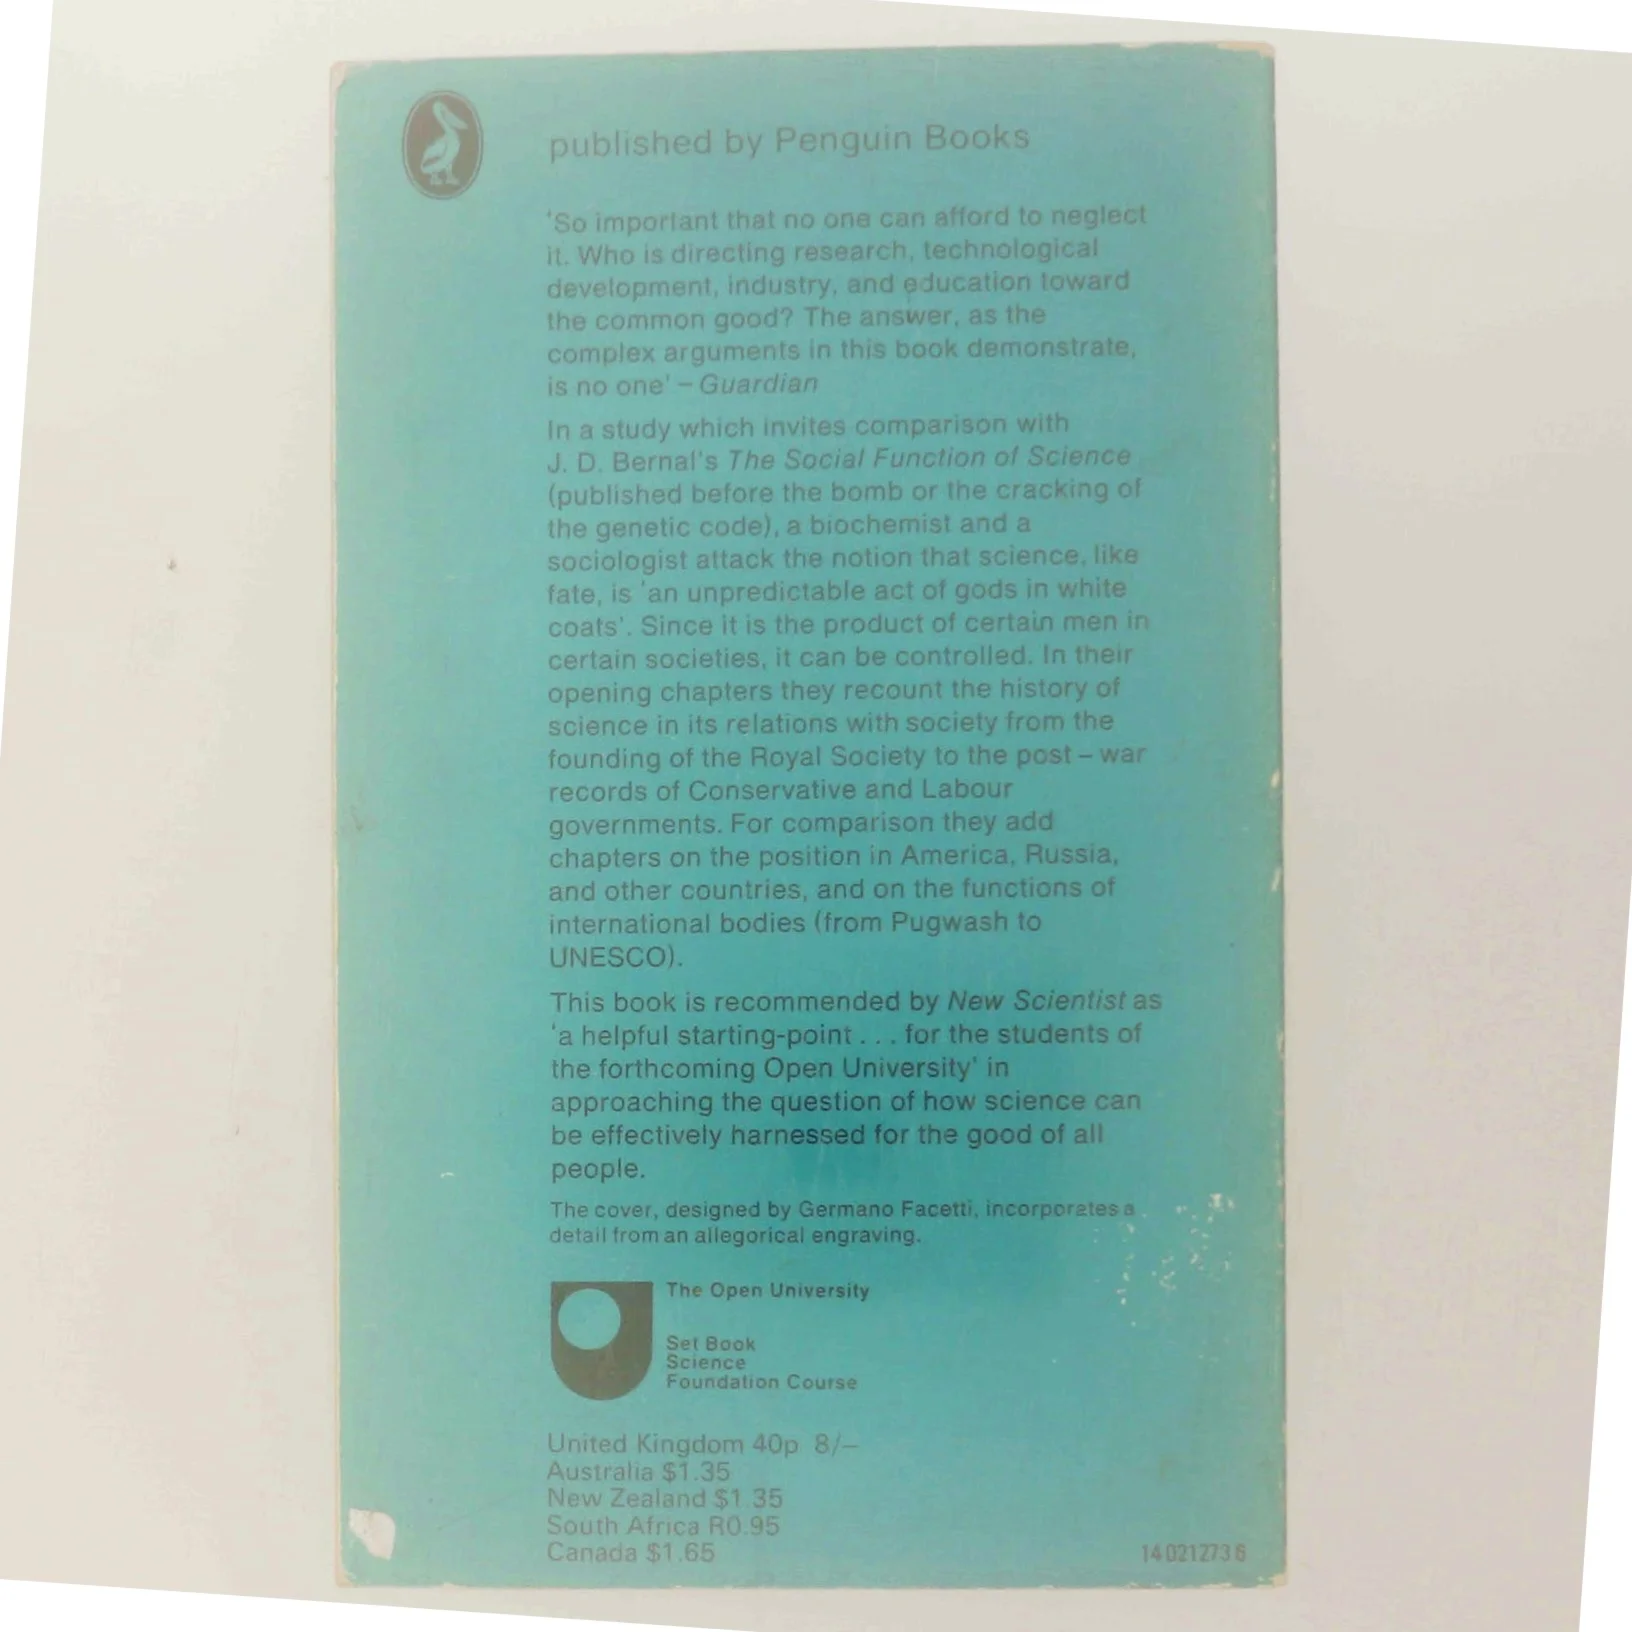 published by Penguin Books
'So important that no one can afford to neglect
it. Who is directing research, technological
development, industry, and education toward
the common good? The answer, as the
complex arguments in this book demonstrate,
is no one' – Guardian
In a study which invites comparison with
J. D. Bernal's The Social Function of Science
(published before the bomb or the cracking of
the genetic code), a biochemist and a
sociologist attack the notion that science, like
fate, is 'an unpredictable act of gods in white
coats'. Since it is the product of certain men in
certain societies, it can be controlled. In their
opening chapters they recount the history of
science in its relations with society from the
founding of the Royal Society to the post – war
records of Conservative and Labour
governments. For comparison they add
chapters on the position in America, Russia,
and other countries, and on the functions of
international bodies (from Pugwash to
UNESCO).
This book is recommended by New Scientist as
'a helpful starting-point . . . for the students of
the forthcoming Open University' in
approaching the question of how science can
be effectively harnessed for the good of all
people.
The cover, designed by Germano Facetti, incorporates a
detail from an allegorical engraving.
The Open University
Set Book
Science
Foundation Course
United Kingdom 40p 8/–
Australia $1.35
New Zealand $1.35
South Africa R0.95
Canada $1.65
14 021273 6